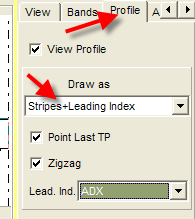 View Bands Profile A
View Profile
Draw as
Stripes+Leading Index
Point Last TP
Zigzag
Lead. Ind. ADX